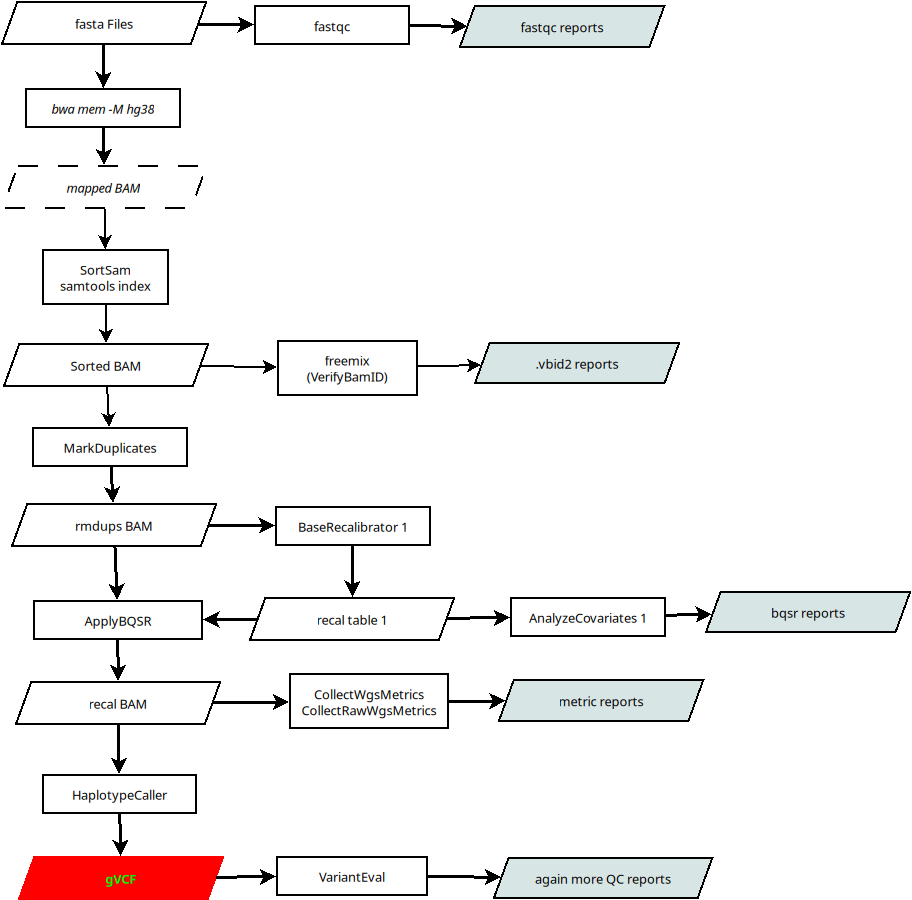 fasta Files
fastqc
fastqc reports
bwa mem -M hg38
mapped BAM
SortSam
samtools index
Sorted BAM
freemix
(VerifyBamID)
.vbid2 reports
MarkDuplicates
rmdups BAM
BaseRecalibrator 1
ApplyBQSR
recal table 1
AnalyzeCovariates 1
bqsr reports
recal BAM
CollectWgsMetrics
CollectRawWgsMetrics
metric reports
HaplotypeCaller
gVCF
VariantEval
again more QC reports